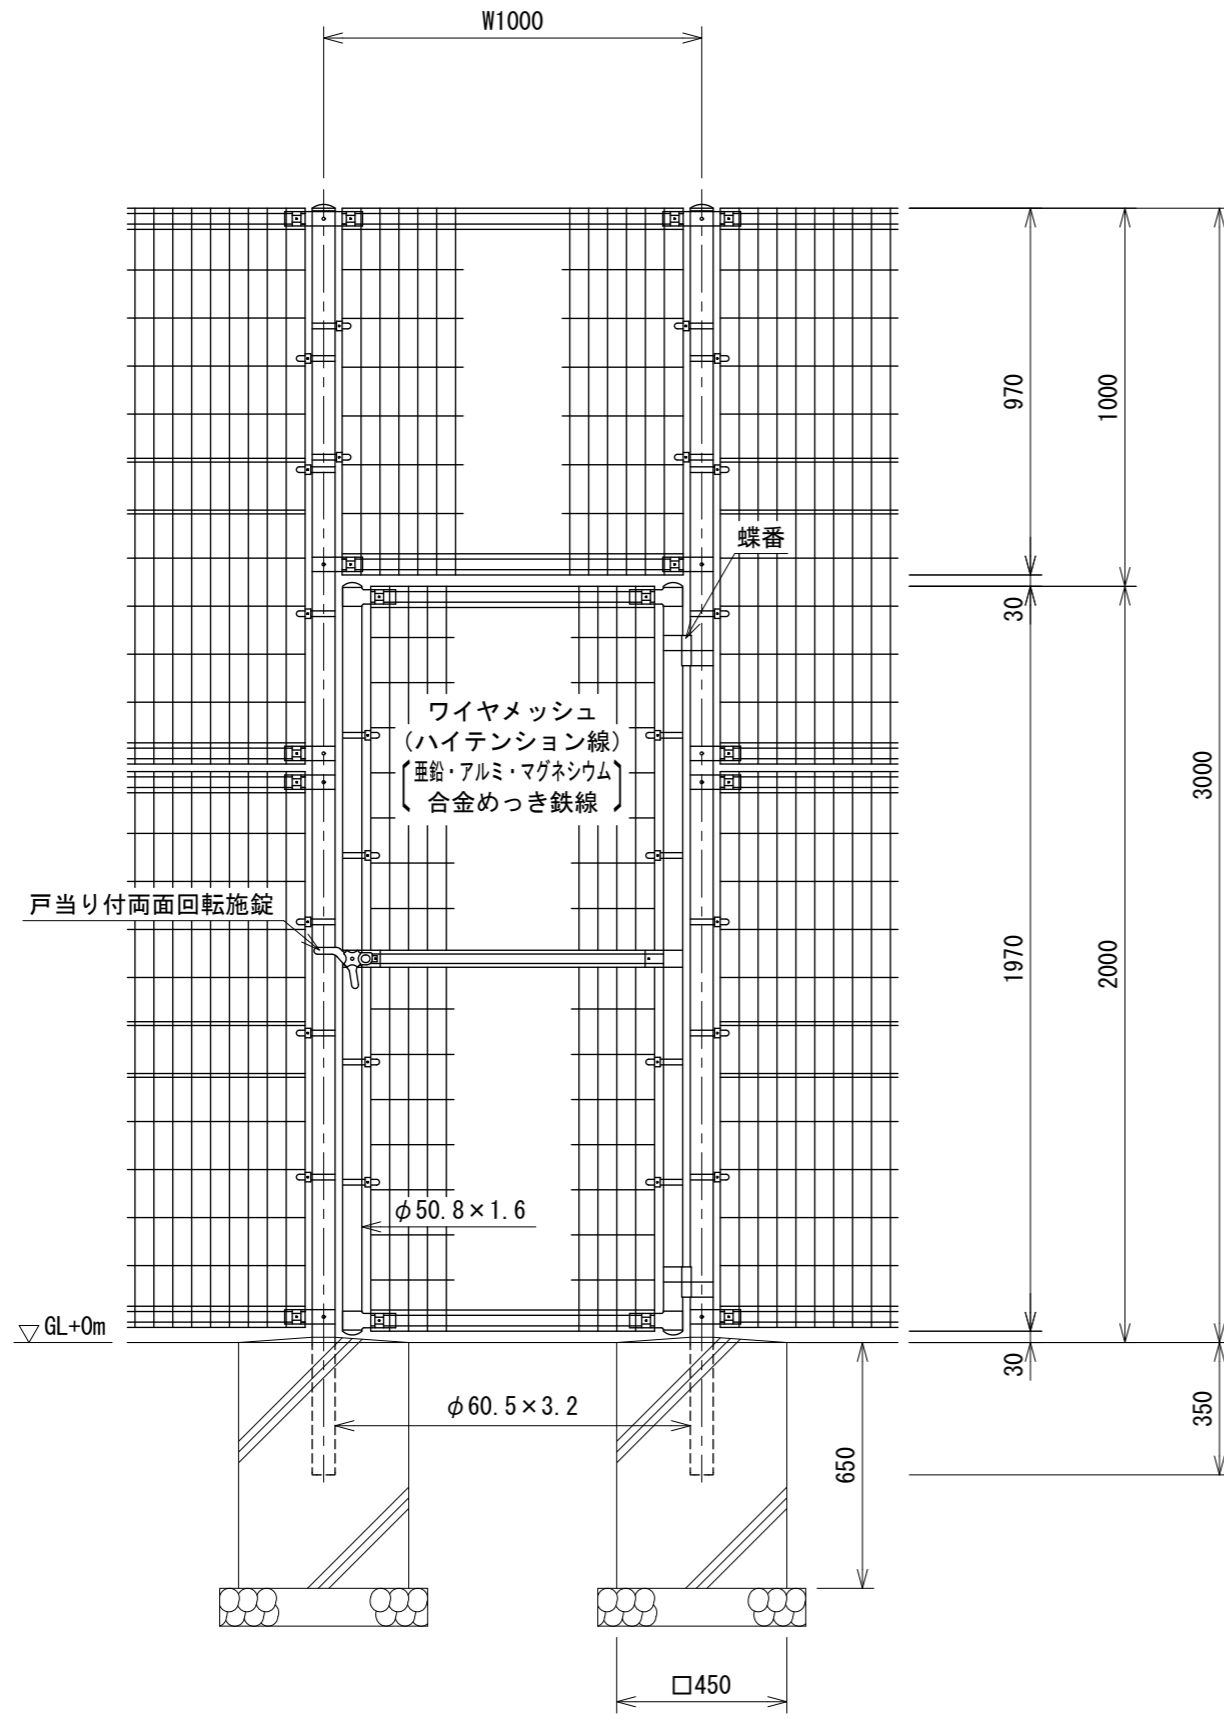 W1000
970
1000
蝶番
30
ワイヤメッシュ
(ハイテンション線)
亜鉛・アルミ・マグネシウム
合金めっき鉄線
3000
戸当り付両面回転施錠
1970
2000
φ50.8×1.6
GL+0m
30
φ60.5×3.2
350
650
□450